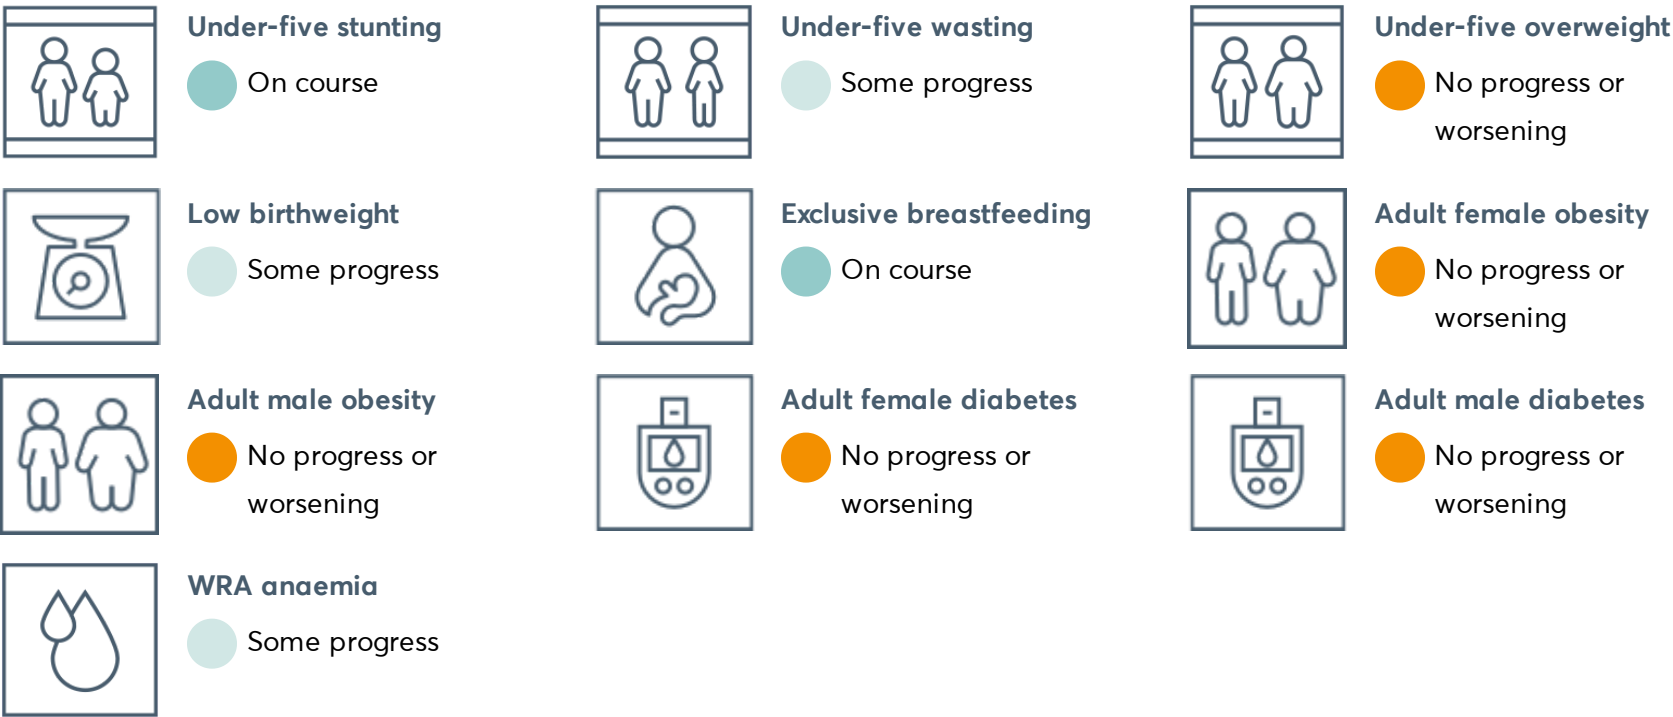 Under-five stunting
On course
Under-five wasting
Some progress
Under-five overweight
No progress or
worsening
Low birthweight
Some progress
Exclusive breastfeeding
On course
Adult female obesity
No progress or
worsening
Adult male obesity
No progress or
worsening
Adult female diabetes
No progress or
worsening
Adult male diabetes
No progress or
worsening
WRA anaemia
Some progress